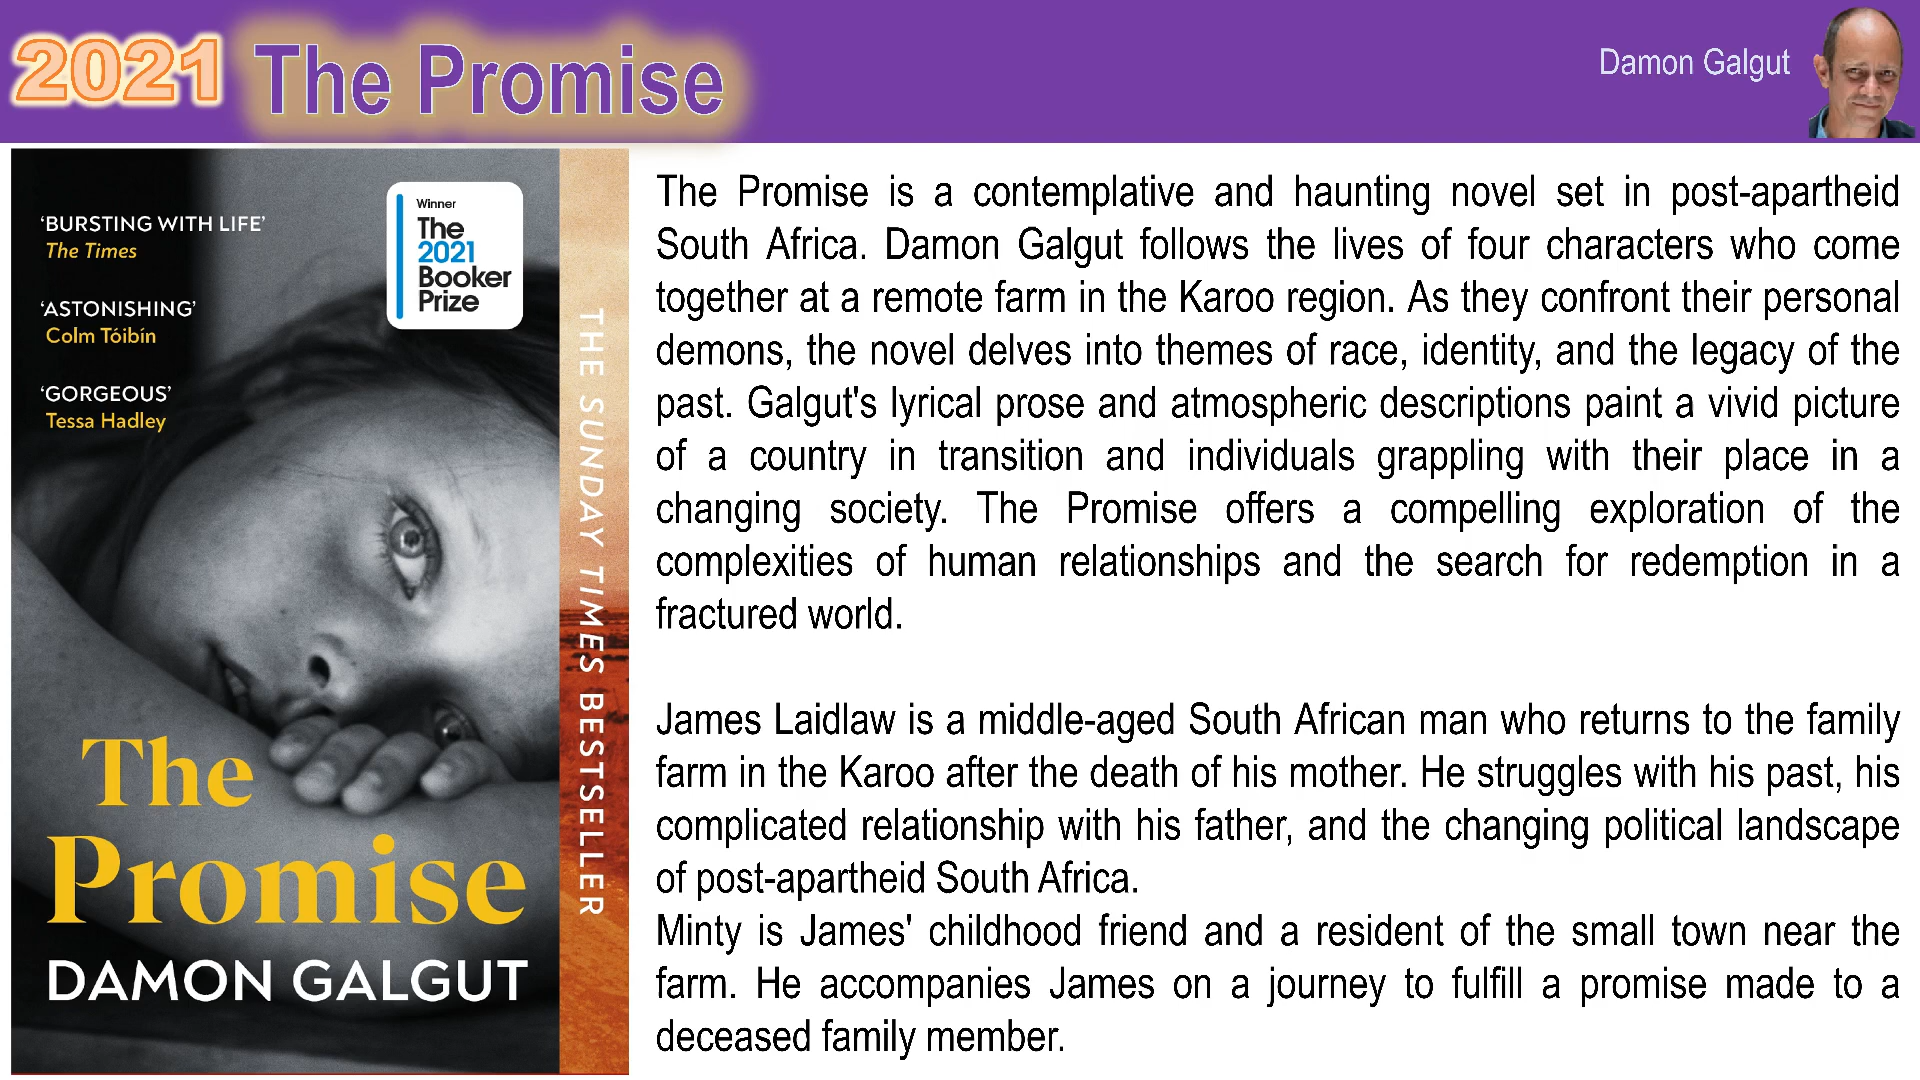 2021 The Promise
Damon Galgut
'BURSTING WITH LIFE'
The Times
'ASTONISHING'
Colm Tóibín
'GORGEOUS'
Tessa Hadley
Winner
The
2021
Booker
Prize
THE SUNDAY TIMES BESTSELLER
The
Promise
DAMON GALGUT
The Promise is a contemplative and haunting novel set in post-apartheid
South Africa. Damon Galgut follows the lives of four characters who come
together at a remote farm in the Karoo region. As they confront their personal
demons, the novel delves into themes of race, identity, and the legacy of the
past. Galgut's lyrical prose and atmospheric descriptions paint a vivid picture
of a country in transition and individuals grappling with their place in a
changing society. The Promise offers a compelling exploration of the
complexities of human relationships and the search for redemption in a
fractured world.
James Laidlaw is a middle-aged South African man who returns to the family
farm in the Karoo after the death of his mother. He struggles with his past, his
complicated relationship with his father, and the changing political landscape
of post-apartheid South Africa.
Minty is James' childhood friend and a resident of the small town near the
farm. He accompanies James on a journey to fulfill a promise made to a
deceased family member.